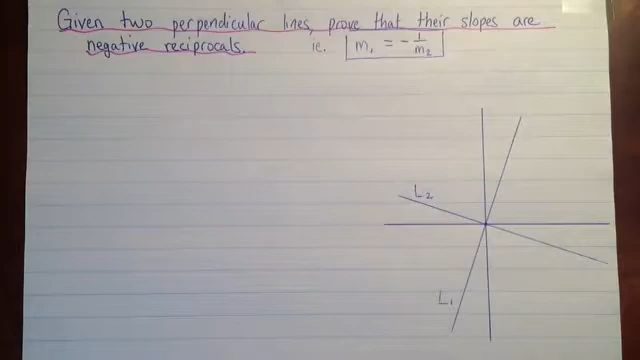 Given two perpendicular lines, prove that their slopes are
negative reciprocals. ie. m₁ = -1/m₂
L₂
L₁